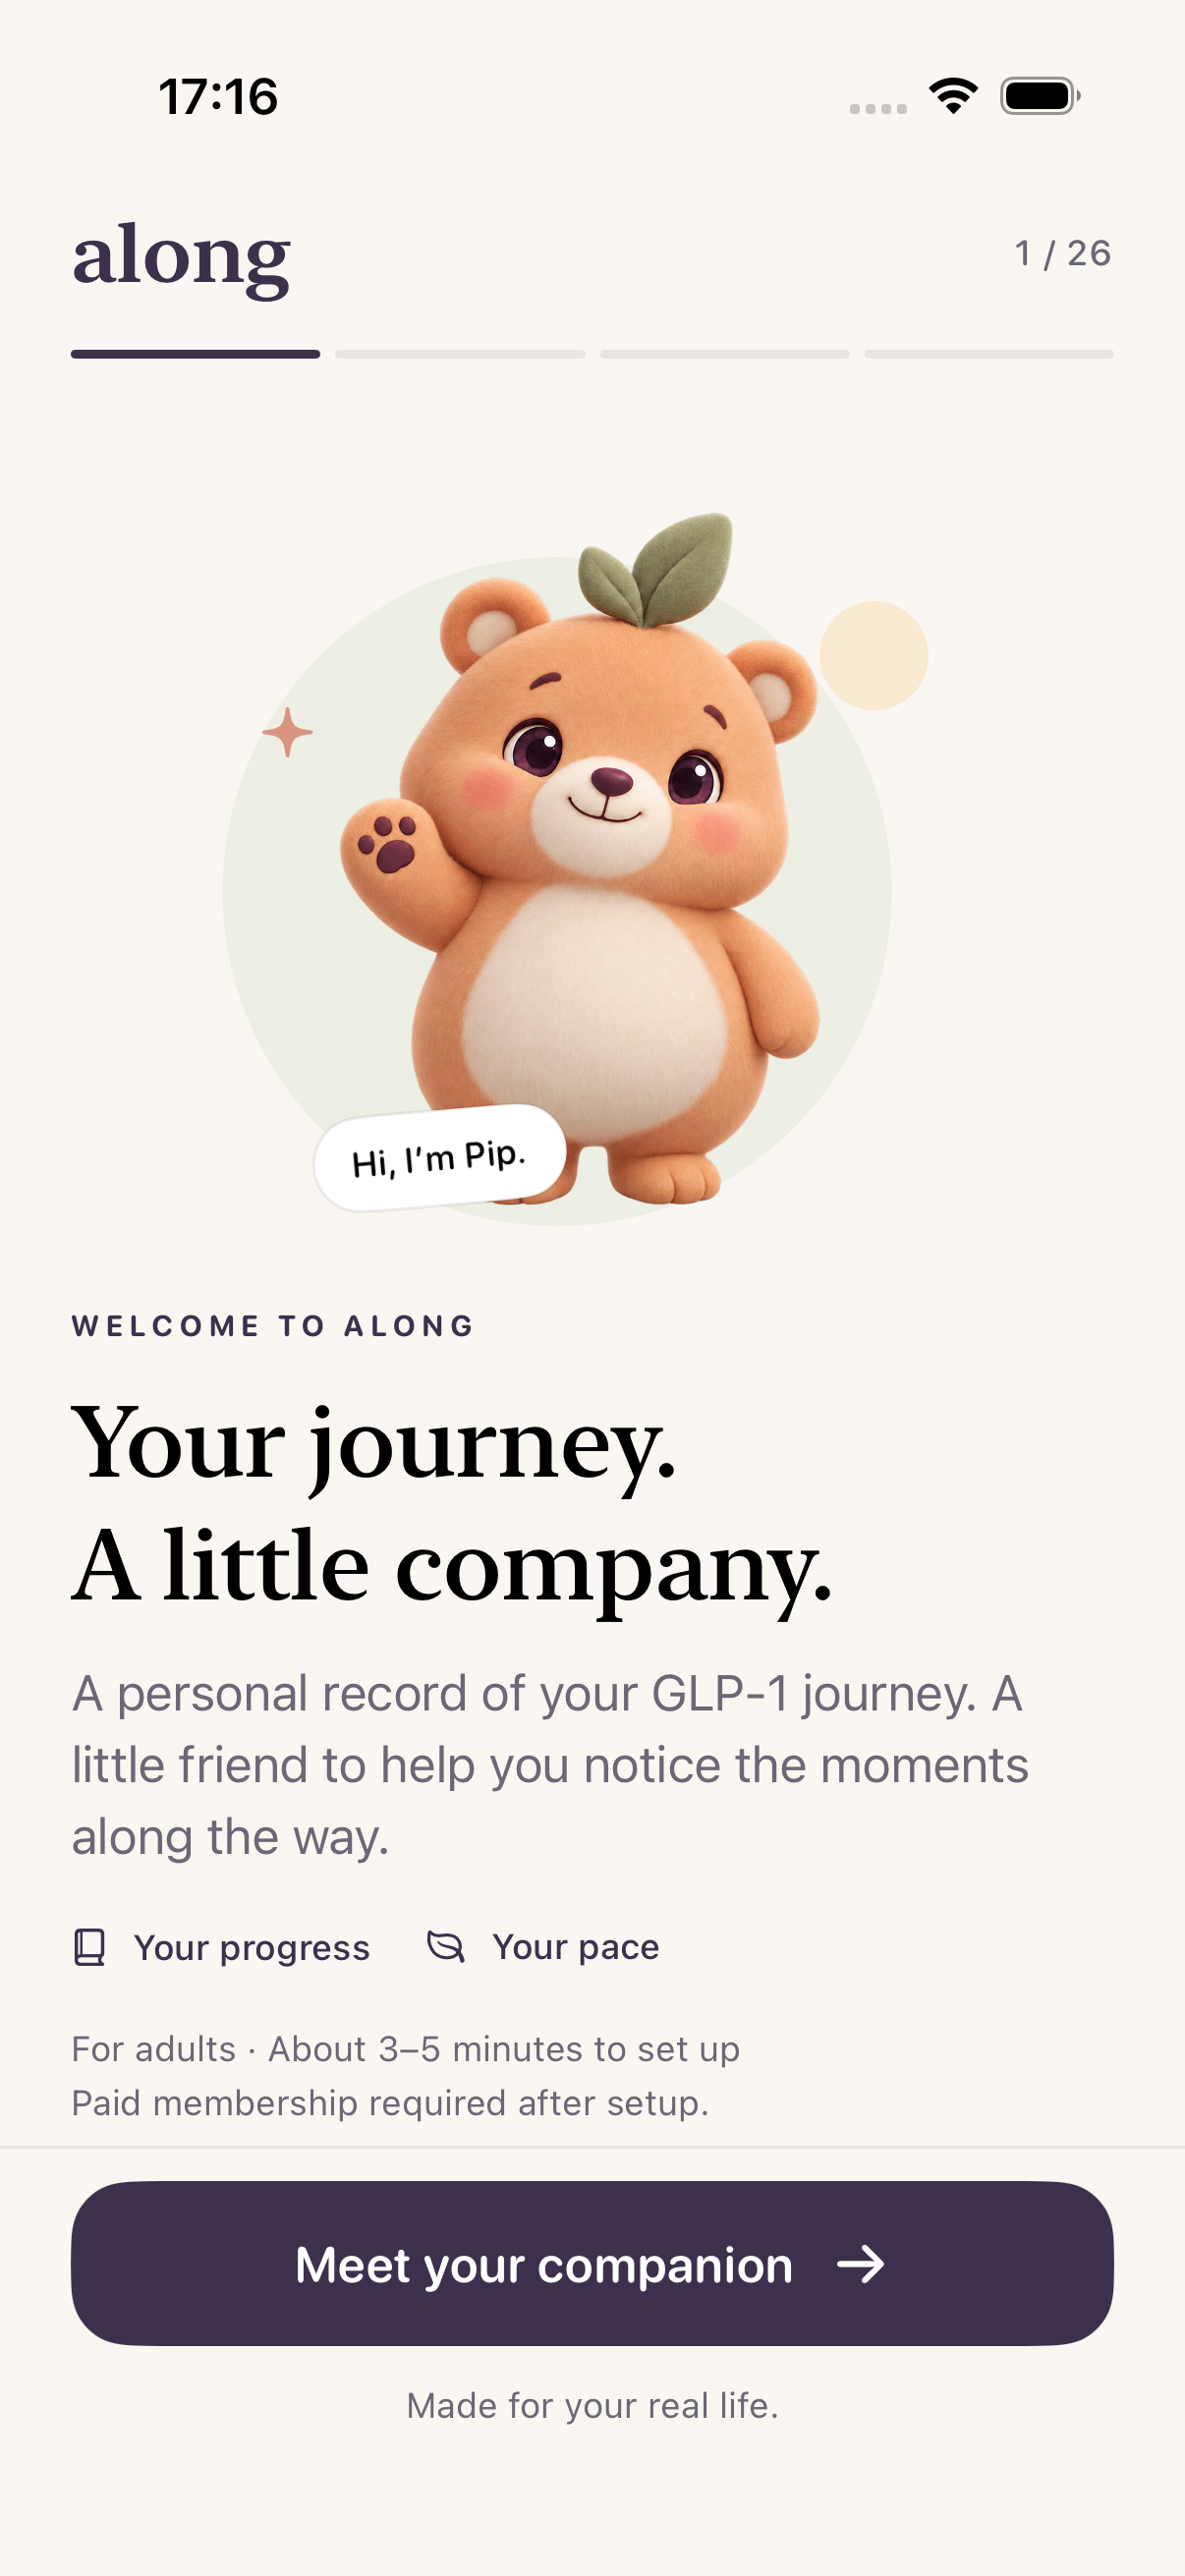 17:16
along
1 / 26
Hi, I’m Pip.
WELCOME TO ALONG
Your journey.
A little company.
A personal record of your GLP-1 journey. A
little friend to help you notice the moments
along the way.
Your progress
Your pace
For adults · About 3–5 minutes to set up
Paid membership required after setup.
Meet your companion →
Made for your real life.